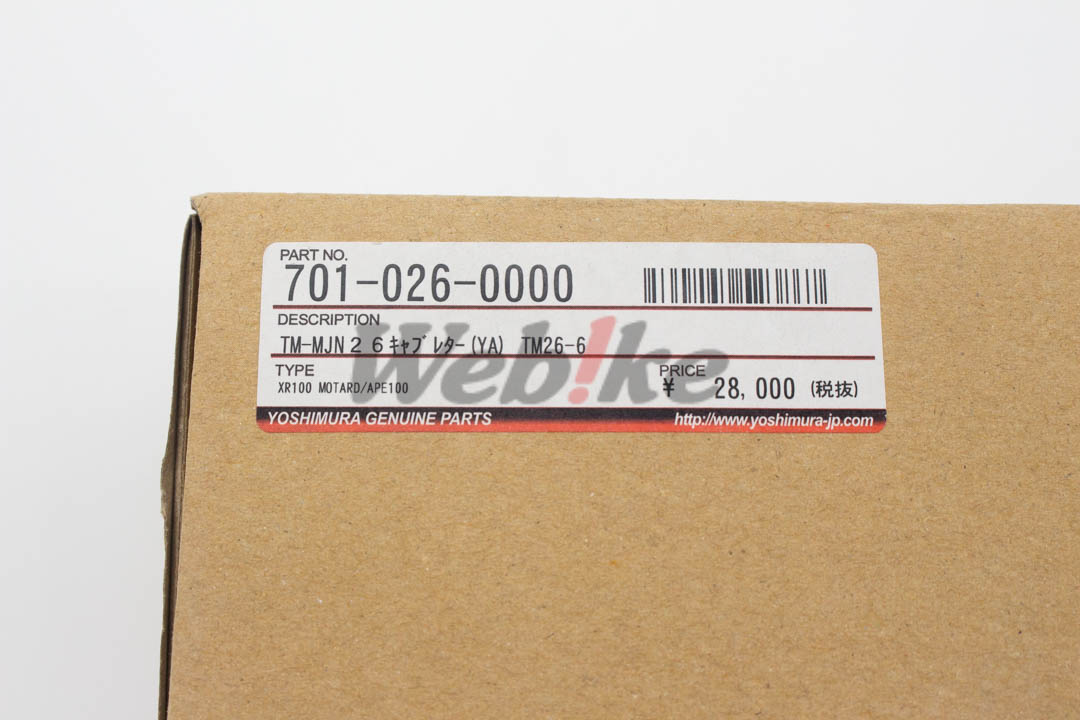 PART NO.
701-026-0000
DESCRIPTION
TM-MJN２６ｷｬﾌﾞﾚﾀｰ(YA) TM26-6
TYPE
XR100 MOTARD/APE100
PRICE
¥ 28,000 (税抜)
YOSHIMURA GENUINE PARTS
http://www.yoshimura-jp.com
Web!ke